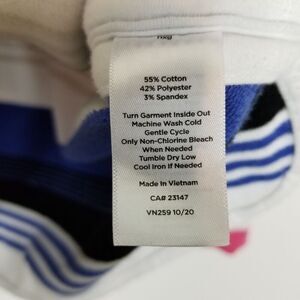 55% Cotton
42% Polyester
3% Spandex
Turn Garment Inside Out
Machine Wash Cold
Gentle Cycle
Only Non-Chlorine Bleach
When Needed
Tumble Dry Low
Cool Iron If Needed
Made in Vietnam
CA# 23147
VN259 10/20